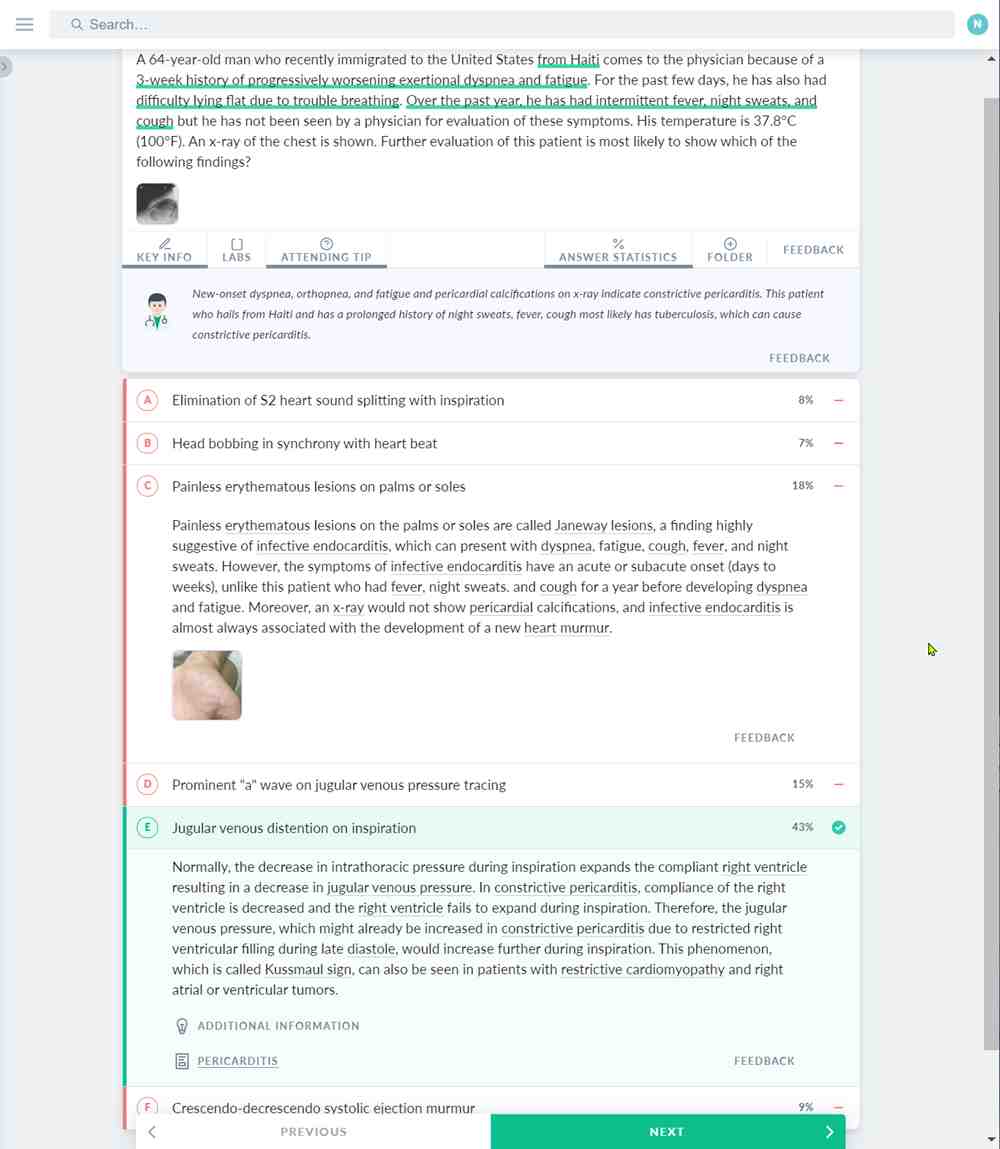 Search…
N
A 64-year-old man who recently immigrated to the United States from Haiti comes to the physician because of a
3-week history of progressively worsening exertional dyspnea and fatigue. For the past few days, he has also had
difficulty lying flat due to trouble breathing. Over the past year, he has had intermittent fever, night sweats, and
cough but he has not been seen by a physician for evaluation of these symptoms. His temperature is 37.8°C
(100°F). An x-ray of the chest is shown. Further evaluation of this patient is most likely to show which of the
following findings?
KEY INFO
LABS
ATTENDING TIP
ANSWER STATISTICS
FOLDER
FEEDBACK
New-onset dyspnea, orthopnea, and fatigue and pericardial calcifications on x-ray indicate constrictive pericarditis. This patient
who hails from Haiti and has a prolonged history of night sweats, fever, cough most likely has tuberculosis, which can cause
constrictive pericarditis.
FEEDBACK
A Elimination of S2 heart sound splitting with inspiration 8%
B Head bobbing in synchrony with heart beat 7%
C Painless erythematous lesions on palms or soles 18%
Painless erythematous lesions on the palms or soles are called Janeway lesions, a finding highly
suggestive of infective endocarditis, which can present with dyspnea, fatigue, cough, fever, and night
sweats. However, the symptoms of infective endocarditis have an acute or subacute onset (days to
weeks), unlike this patient who had fever, night sweats. and cough for a year before developing dyspnea
and fatigue. Moreover, an x-ray would not show pericardial calcifications, and infective endocarditis is
almost always associated with the development of a new heart murmur.
FEEDBACK
D Prominent "a" wave on jugular venous pressure tracing 15%
E Jugular venous distention on inspiration 43%
Normally, the decrease in intrathoracic pressure during inspiration expands the compliant right ventricle
resulting in a decrease in jugular venous pressure. In constrictive pericarditis, compliance of the right
ventricle is decreased and the right ventricle fails to expand during inspiration. Therefore, the jugular
venous pressure, which might already be increased in constrictive pericarditis due to restricted right
ventricular filling during late diastole, would increase further during inspiration. This phenomenon,
which is called Kussmaul sign, can also be seen in patients with restrictive cardiomyopathy and right
atrial or ventricular tumors.
ADDITIONAL INFORMATION
PERICARDITIS
FEEDBACK
F Crescendo-decrescendo systolic ejection murmur 9%
PREVIOUS
NEXT